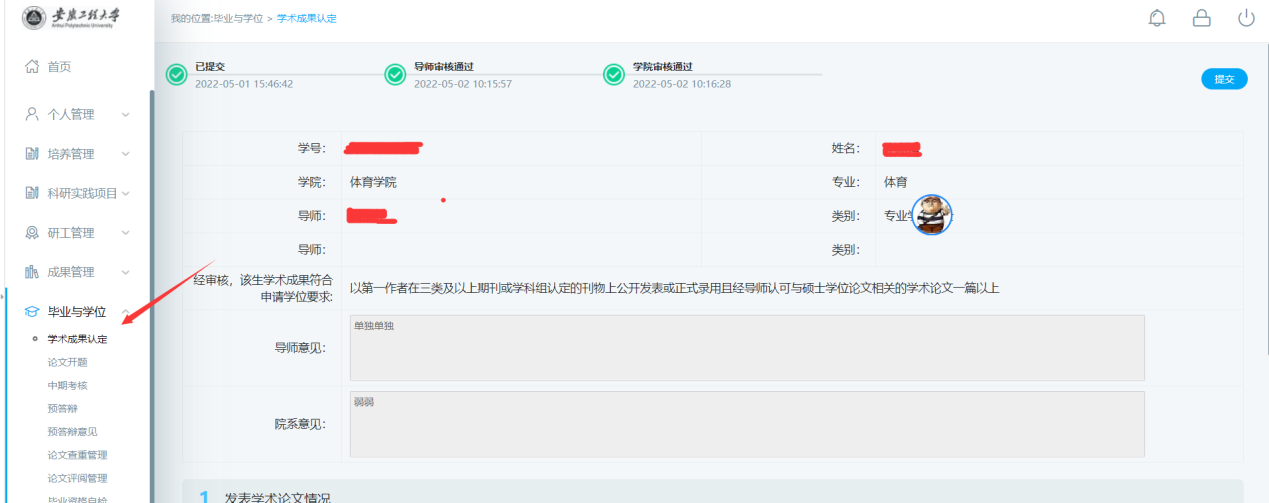 安徽工程大学
Anhui Polytechnic University
我的位置:毕业与学位 > 学术成果认定
首页
个人管理
培养管理
科研实践项目
研工管理
成果管理
毕业与学位
学术成果认定
论文开题
中期考核
预答辩
预答辩意见
论文查重管理
论文评阅管理
毕业资格自检
已提交
2022-05-01 15:46:42
导师审核通过
2022-05-02 10:15:57
学院审核通过
2022-05-02 10:16:28
提交
学号:
姓名:
学院: 体育学院
专业: 体育
导师:
类别: 专业
导师:
类别:
经审核，该生学术成果符合
申请学位要求:
以第一作者在三类及以上期刊或学科组认定的刊物上公开发表或正式录用且经导师认可与硕士学位论文相关的学术论文一篇以上
导师意见:
单独单独
院系意见:
弱弱
1 发表学术论文情况